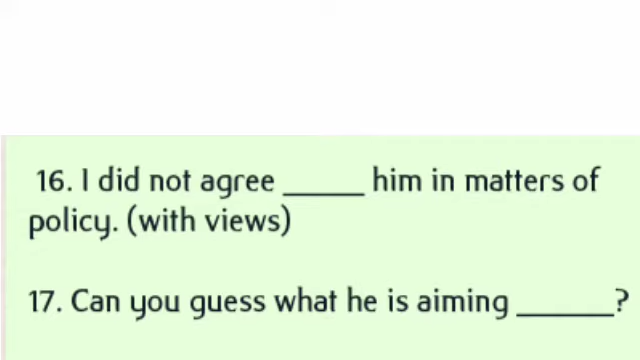 16. I did not agree _____ him in matters of
policy. (with views)
17. Can you guess what he is aiming ______?